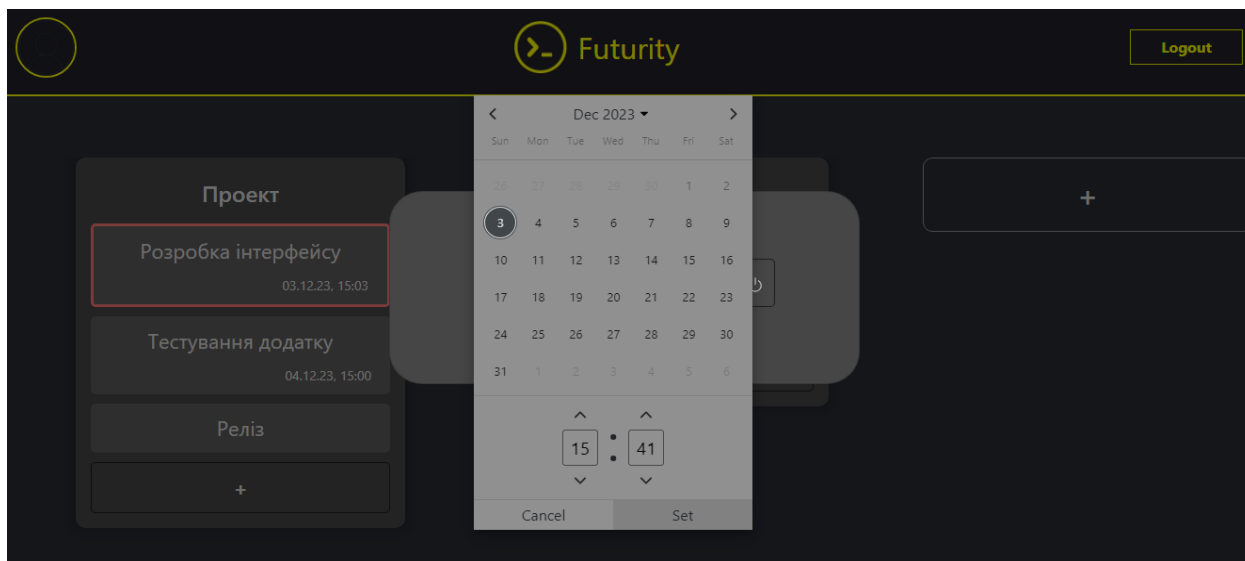 Futurity
Logout
Проект
Розробка інтерфейсу
03.12.23, 15:03
Тестування додатку
04.12.23, 15:00
Реліз
+
Dec 2023
Sun Mon Tue Wed Thu Fri Sat
26 27 28 29 30 1 2
3 4 5 6 7 8 9
10 11 12 13 14 15 16
17 18 19 20 21 22 23
24 25 26 27 28 29 30
31 1 2 3 4 5 6
15 : 41
Cancel Set
+